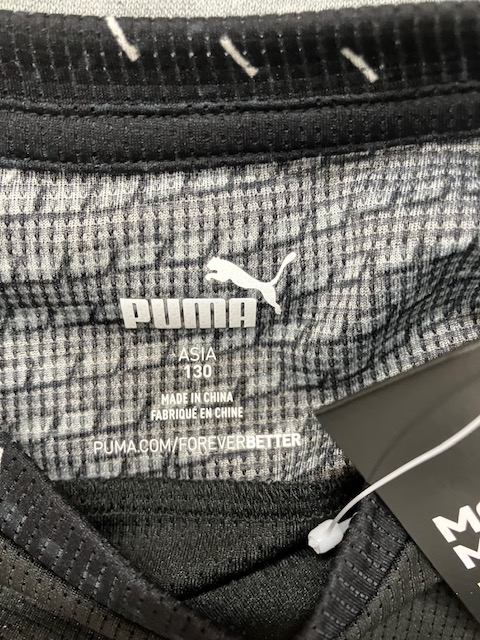 PUMA
ASIA
130
MADE IN CHINA
FABRIQUÉ EN CHINE
PUMA.COM/FOREVERBETTER